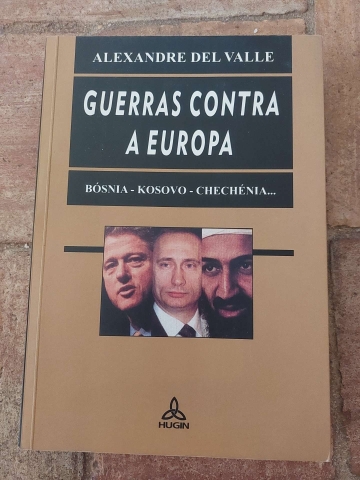 ALEXANDRE DEL VALLE
GUERRAS CONTRA
A EUROPA
BÓSNIA - KOSOVO - CHECHÉNIA...
HUGIN